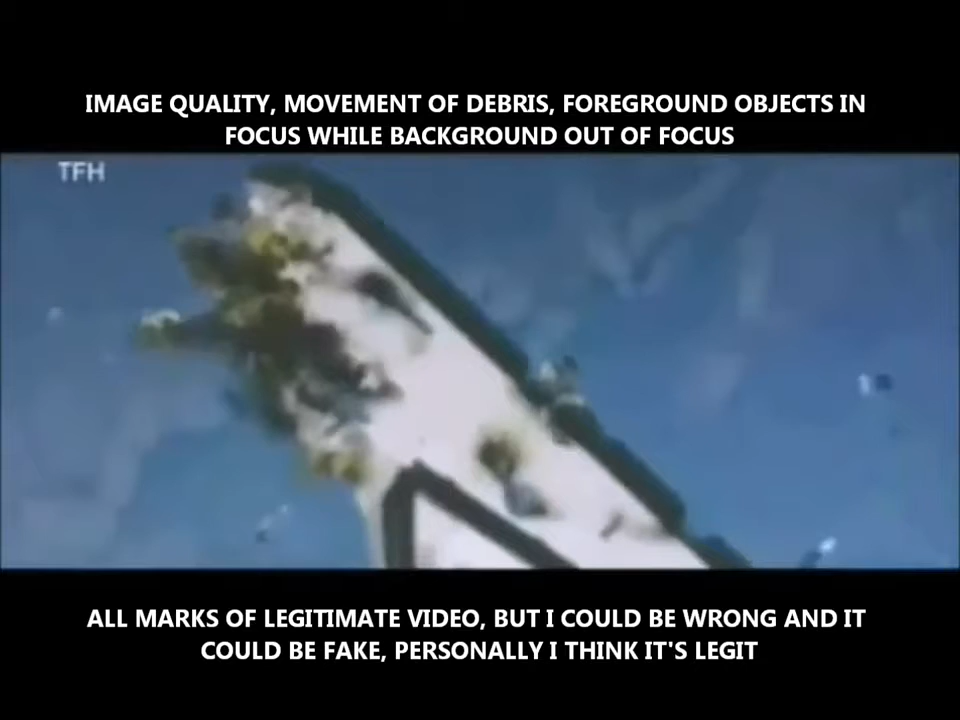 IMAGE QUALITY, MOVEMENT OF DEBRIS, FOREGROUND OBJECTS IN
FOCUS WHILE BACKGROUND OUT OF FOCUS
TFH
ALL MARKS OF LEGITIMATE VIDEO, BUT I COULD BE WRONG AND IT
COULD BE FAKE, PERSONALLY I THINK IT'S LEGIT